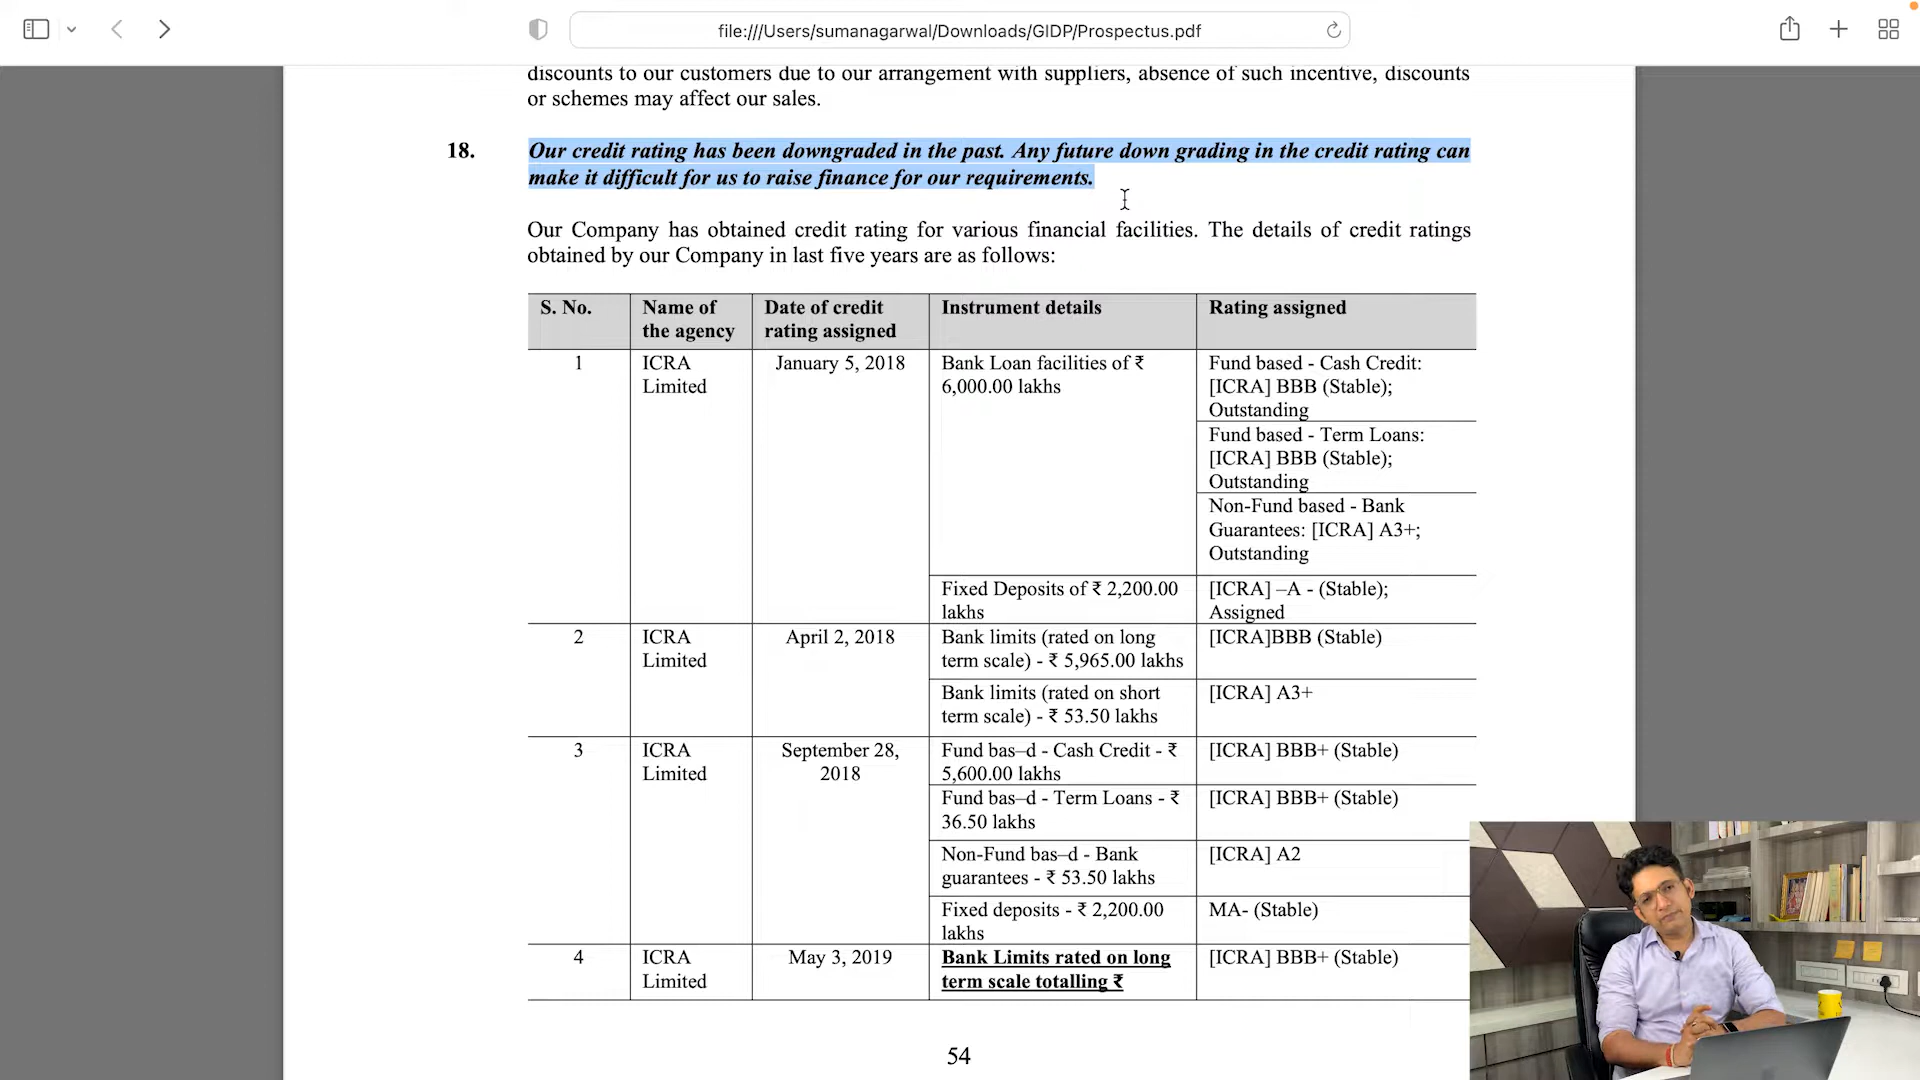 file:///Users/sumanagarwal/Downloads/GIDP/Prospectus.pdf
discounts to our customers due to our arrangement with suppliers, absence of such incentive, discounts
or schemes may affect our sales.
18. Our credit rating has been downgraded in the past. Any future down grading in the credit rating can
make it difficult for us to raise finance for our requirements.
Our Company has obtained credit rating for various financial facilities. The details of credit ratings
obtained by our Company in last five years are as follows:
S. No.
Name of
the agency
Date of credit
rating assigned
Instrument details
Rating assigned
1
ICRA
Limited
January 5, 2018
Bank Loan facilities of ₹
6,000.00 lakhs
Fund based - Cash Credit:
[ICRA] BBB (Stable);
Outstanding
Fund based - Term Loans:
[ICRA] BBB (Stable);
Outstanding
Non-Fund based - Bank
Guarantees: [ICRA] A3+;
Outstanding
Fixed Deposits of ₹ 2,200.00
lakhs
[ICRA] –A - (Stable);
Assigned
2
ICRA
Limited
April 2, 2018
Bank limits (rated on long
term scale) - ₹ 5,965.00 lakhs
[ICRA]BBB (Stable)
Bank limits (rated on short
term scale) - ₹ 53.50 lakhs
[ICRA] A3+
3
ICRA
Limited
September 28,
2018
Fund bas–d - Cash Credit - ₹
5,600.00 lakhs
[ICRA] BBB+ (Stable)
Fund bas–d - Term Loans - ₹
36.50 lakhs
[ICRA] BBB+ (Stable)
Non-Fund bas–d - Bank
guarantees - ₹ 53.50 lakhs
[ICRA] A2
Fixed deposits - ₹ 2,200.00
lakhs
MA- (Stable)
4
ICRA
Limited
May 3, 2019
Bank Limits rated on long
term scale totalling ₹
[ICRA] BBB+ (Stable)
54